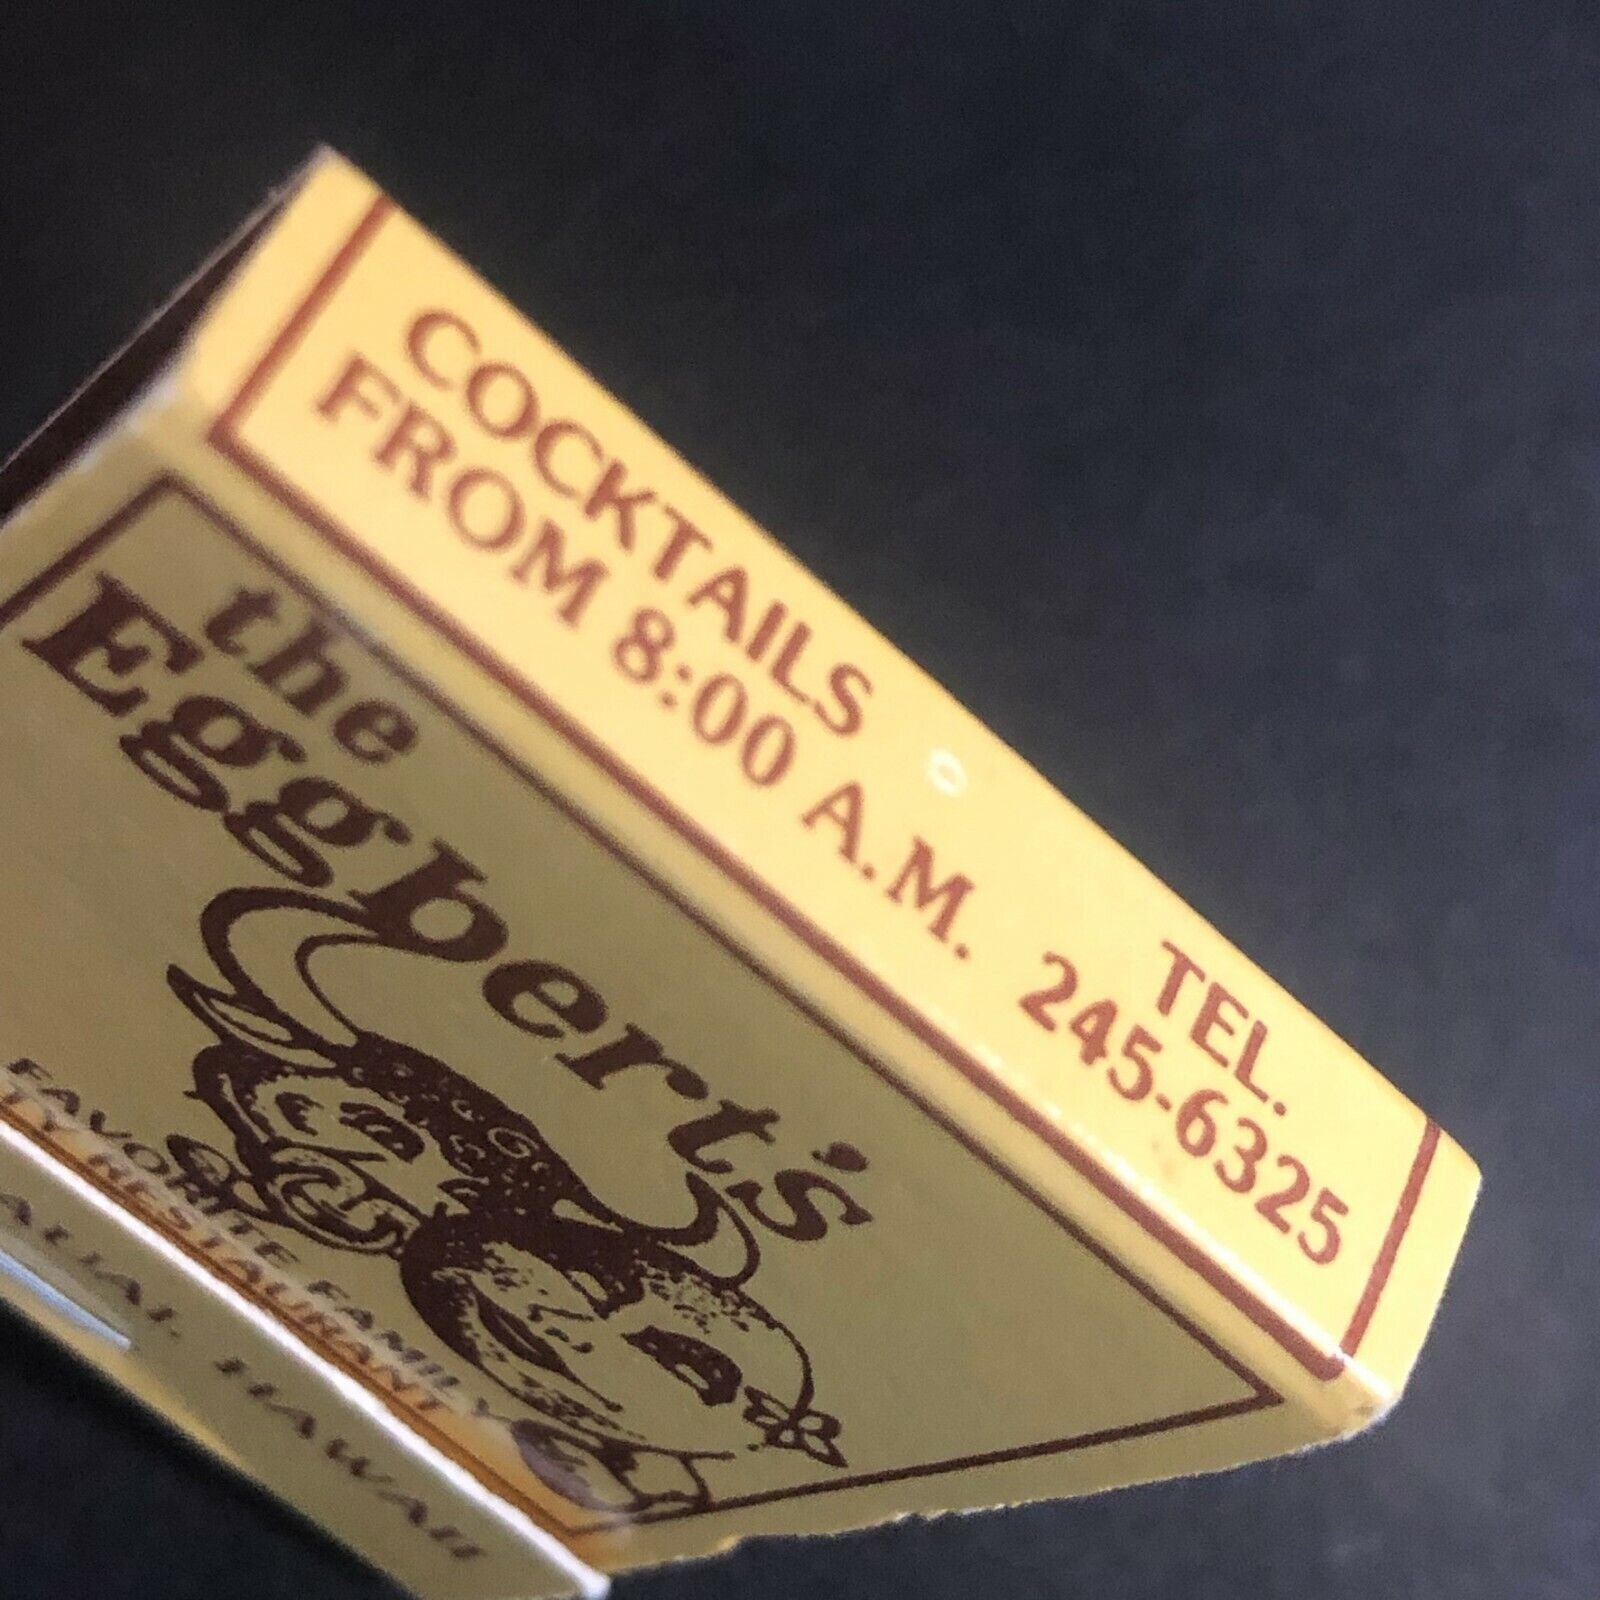 COCKTAILS
FROM 8:00 A.M.
TEL.
245-6325
the
Eggbert's
FAVORITE FAMILY
RESTAURANT
HAWAII